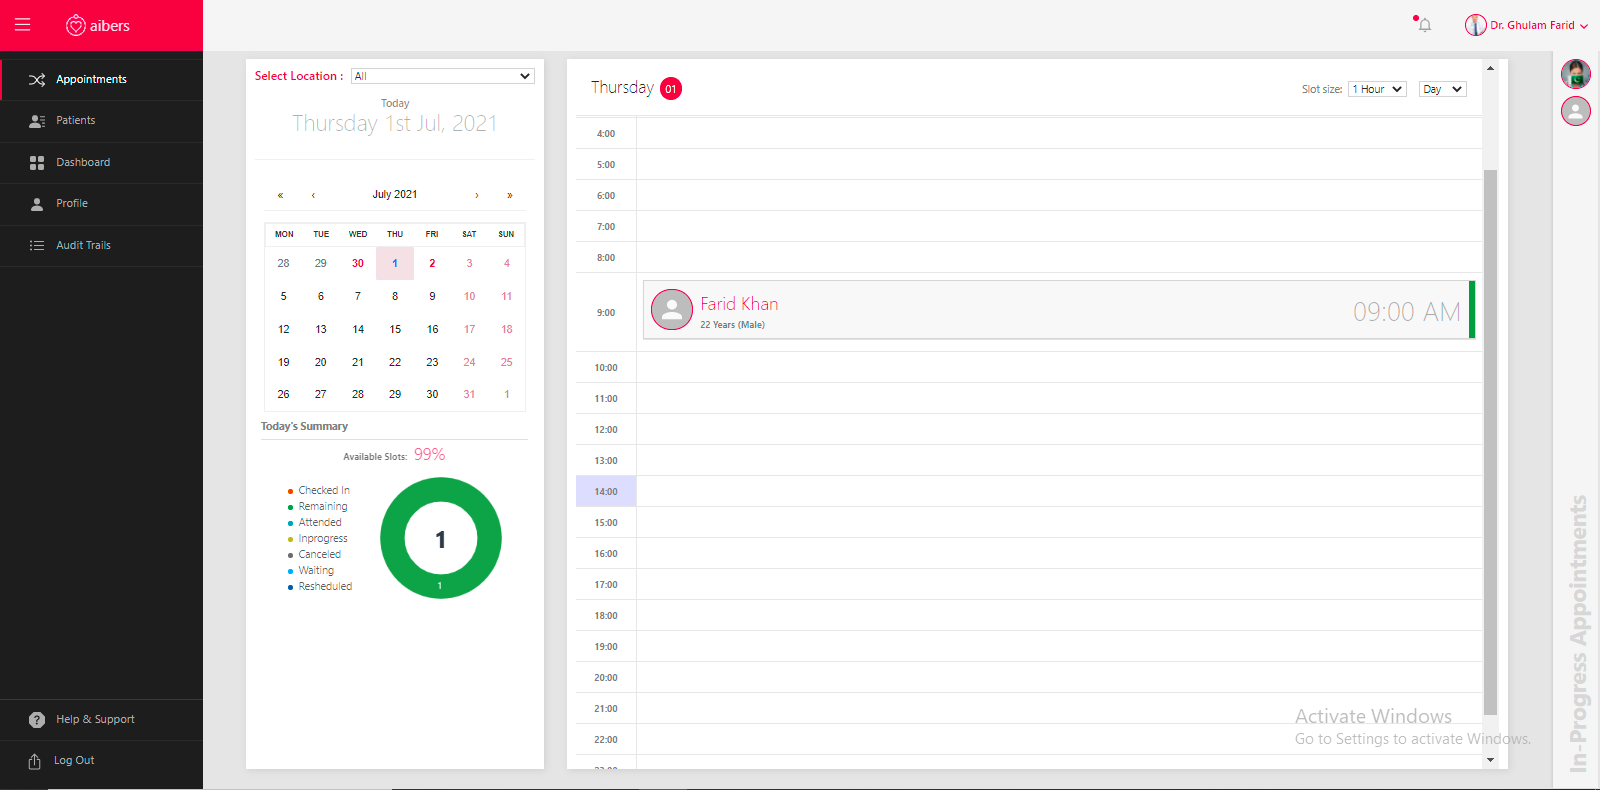 aibers
Dr. Ghulam Farid
Appointments
Patients
Dashboard
Profile
Audit Trails
Help & Support
Log Out
Select Location : All
Today
Thursday 1st Jul, 2021
« ‹ July 2021 › »
MON TUE WED THU FRI SAT SUN
28 29 30 1 2 3 4
5 6 7 8 9 10 11
12 13 14 15 16 17 18
19 20 21 22 23 24 25
26 27 28 29 30 31 1
Today's Summary
Available Slots: 99%
Checked In
Remaining
Attended
Inprogress
Canceled
Waiting
Resheduled
1
1
Thursday 01
Slot size: 1 Hour Day
4:00
5:00
6:00
7:00
8:00
9:00
Farid Khan
22 Years (Male)
09:00 AM
10:00
11:00
12:00
13:00
14:00
15:00
16:00
17:00
18:00
19:00
20:00
21:00
22:00
Activate Windows
Go to Settings to activate Windows.
In-Progress Appointments